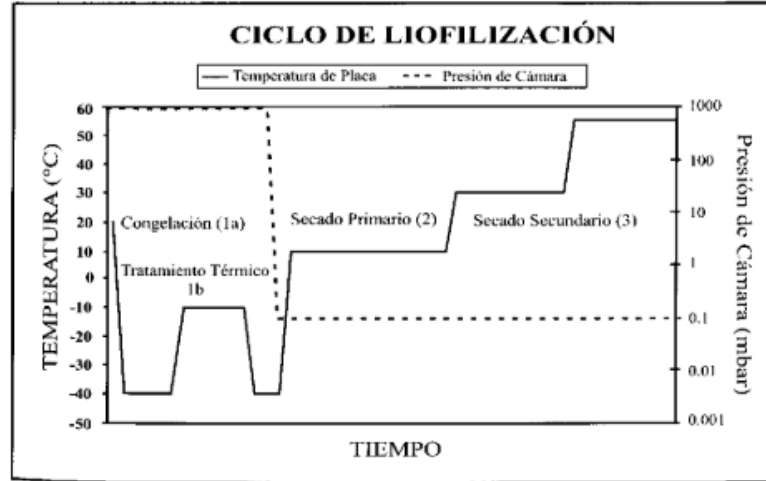 CICLO DE LIOFILIZACIÓN
Temperatura de Placa
Presión de Cámara
TEMPERATURA (°C)
60
50
40
30
20
10
0
-10
-20
-30
-40
-50
Congelación (1a)
Tratamiento Térmico
1b
Secado Primario (2)
Secado Secundario (3)
1000
100
10
1
0.1
0.01
0.001
Presión de Cámara (mbar)
TIEMPO